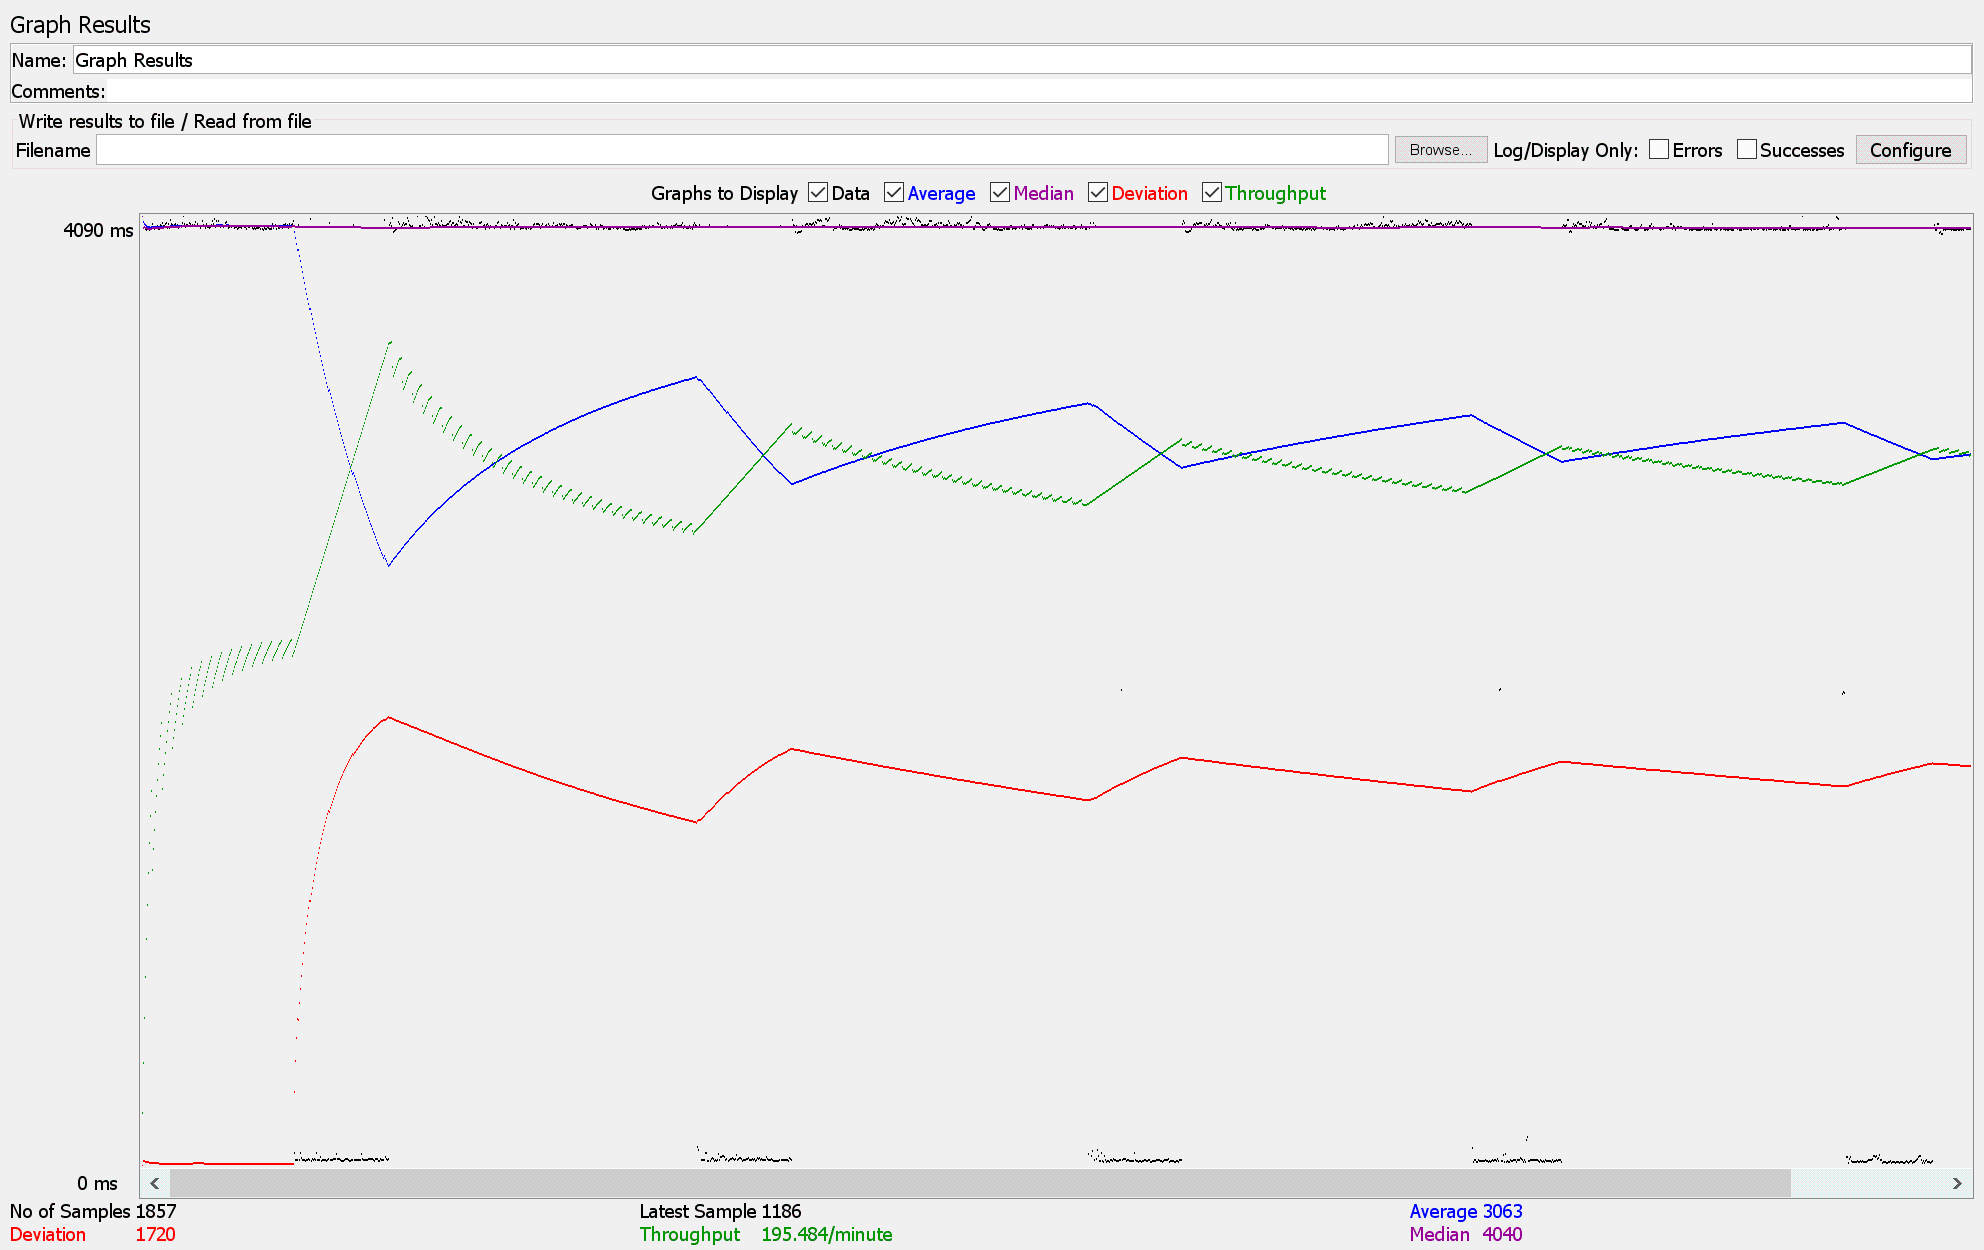 Graph Results
Name: Graph Results
Comments:
Write results to file / Read from file
Filename Browse... Log/Display Only: Errors Successes Configure
Graphs to Display Data Average Median Deviation Throughput
4090 ms
0 ms
No of Samples 1857 Latest Sample 1186 Average 3063
Deviation 1720 Throughput 195.484/minute Median 4040